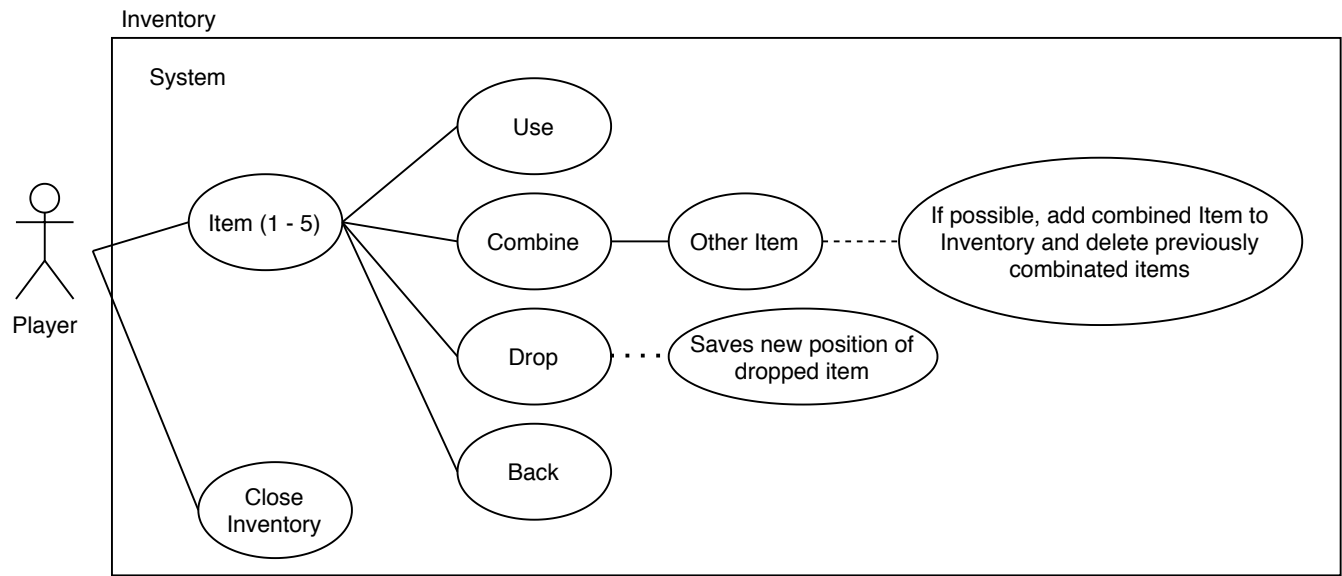 Inventory
System
Use
Item (1 - 5)
Combine
Other Item
If possible, add combined Item to
Inventory and delete previously
combinated items
Player
Drop
Saves new position of
dropped item
Back
Close
Inventory